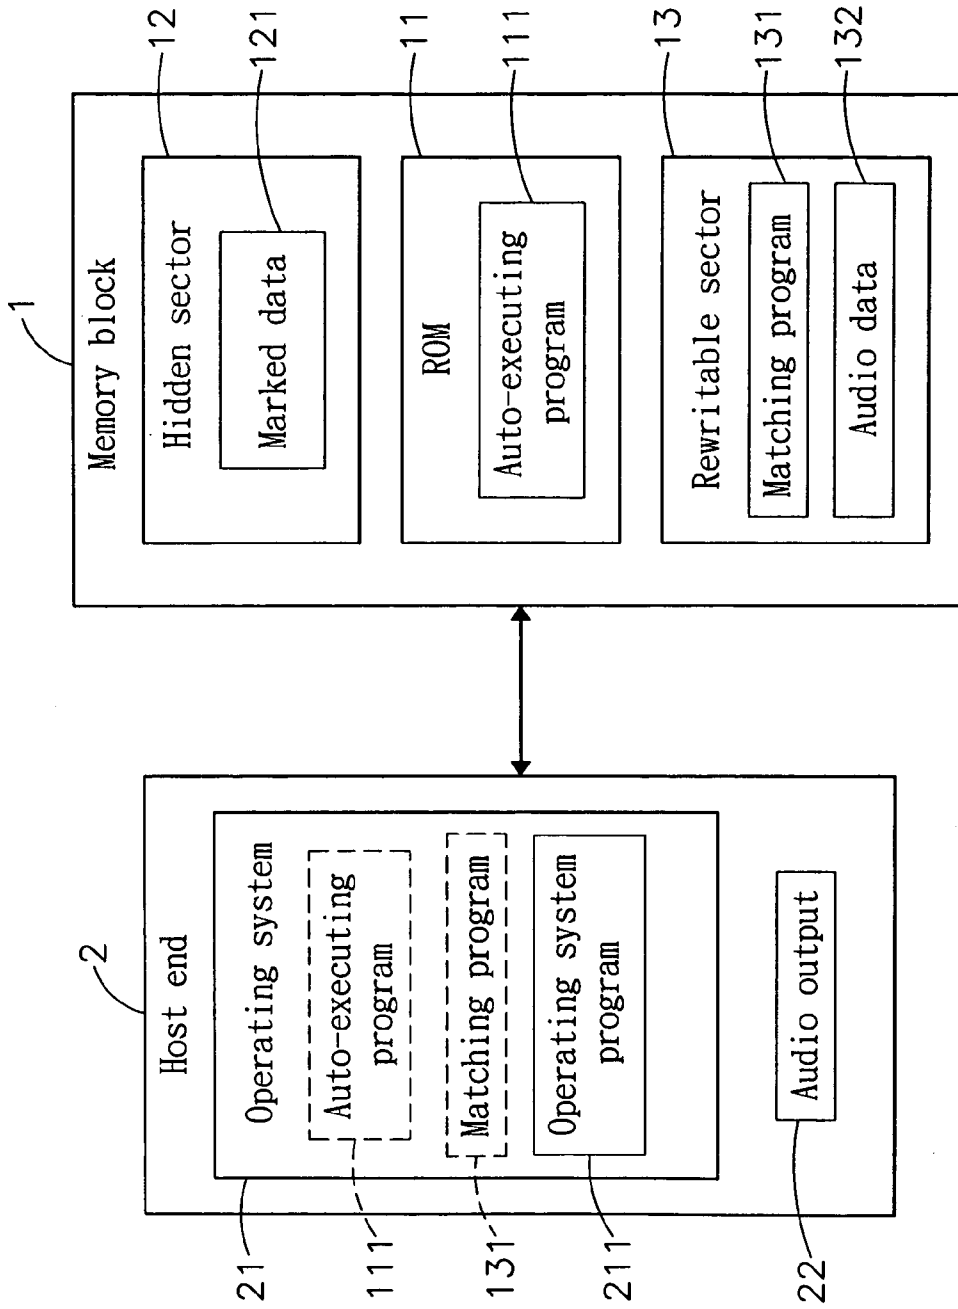 2
Host end
21
Operating system
111
Auto-executing
program
131
Matching program
211
Operating system
program
22
Audio output
1
Memory block
12
Hidden sector
121
Marked data
11
ROM
111
Auto-executing
program
13
Rewritable sector
131
Matching program
132
Audio data